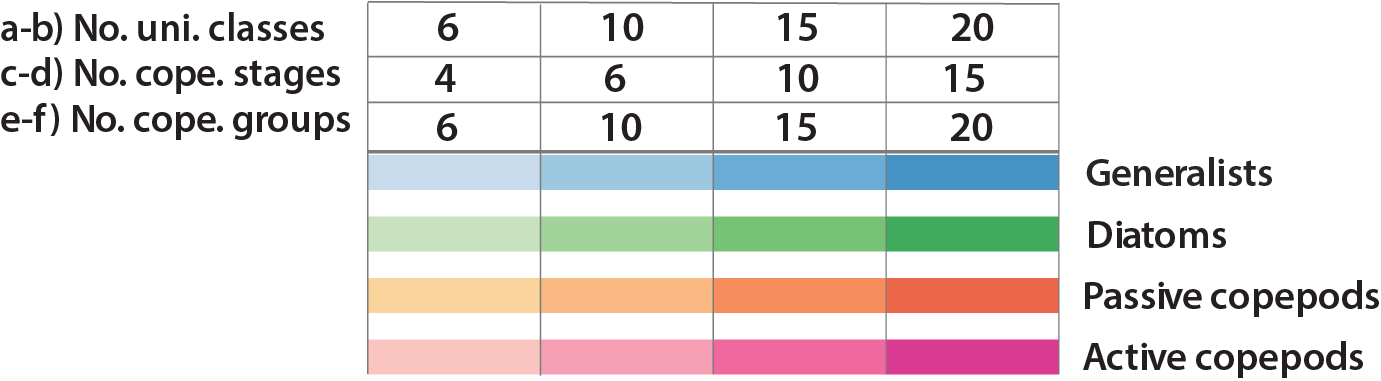 a-b) No. uni. classes 6 10 15 20
c-d) No. cope. stages 4 6 10 15
e-f) No. cope. groups 6 10 15 20
Generalists
Diatoms
Passive copepods
Active copepods